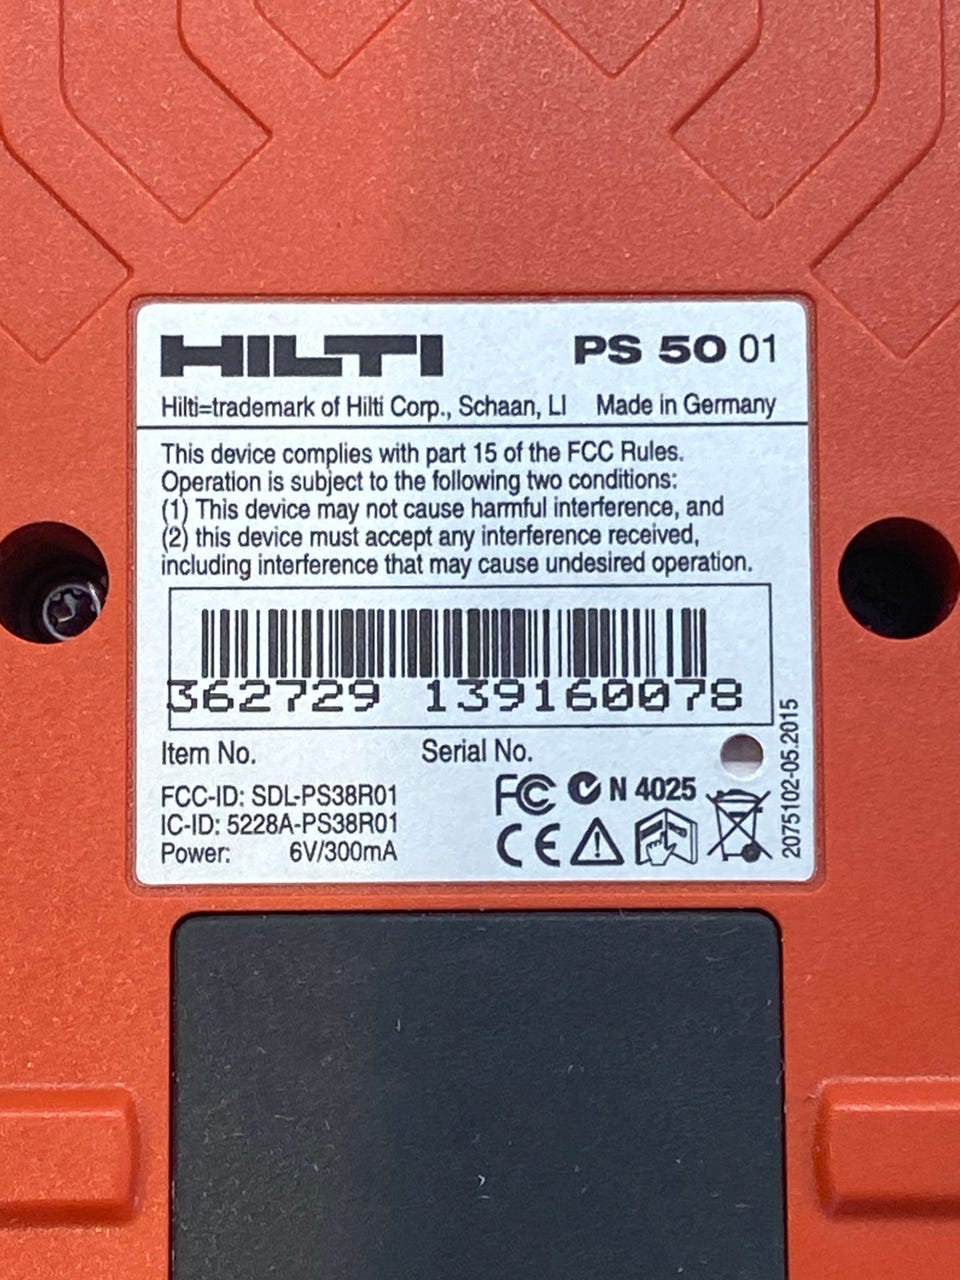 HILTI PS 50 01
Hilti=trademark of Hilti Corp., Schaan, LI Made in Germany
This device complies with part 15 of the FCC Rules.
Operation is subject to the following two conditions:
(1) This device may not cause harmful interference, and
(2) this device must accept any interference received,
including interference that may cause undesired operation.
362729 139160078
Item No. Serial No.
FCC-ID: SDL-PS38R01
IC-ID: 5228A-PS38R01
Power: 6V/300mA
FC N 4025
CE
2075102-05.2015